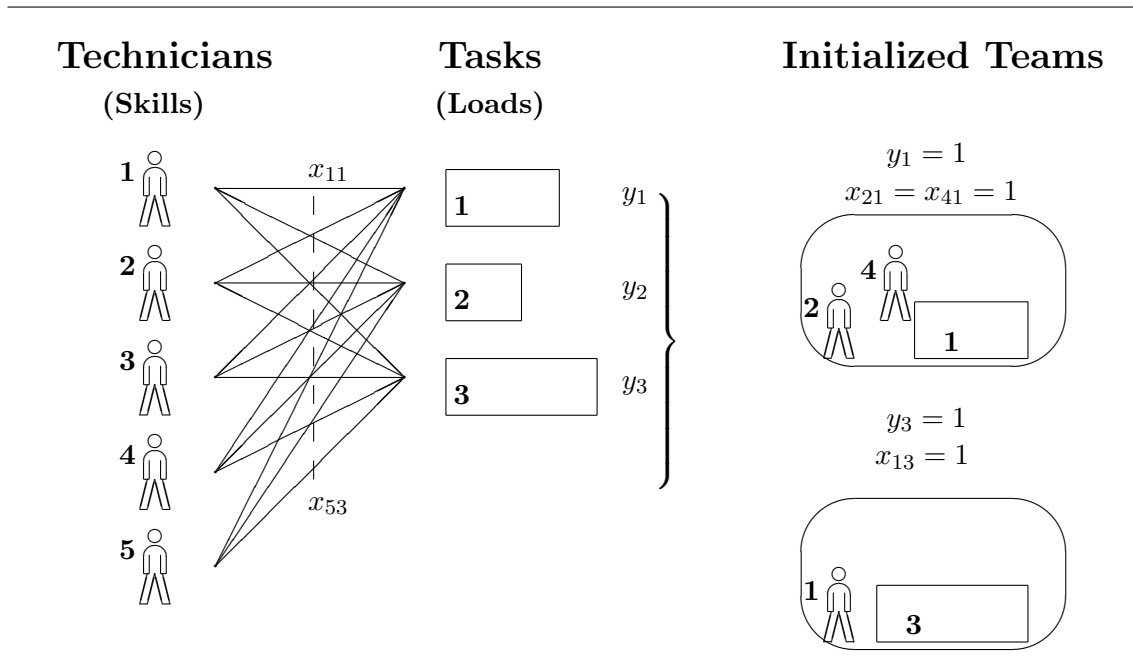 Technicians Tasks Initialized Teams
(Skills) (Loads)
1 x₁₁ 1 y₁
2 2 y₂
3 3 y₃
4
x₅₃
5
y₁ = 1
x₂₁ = x₄₁ = 1
4
2
1
y₃ = 1
x₁₃ = 1
1
3